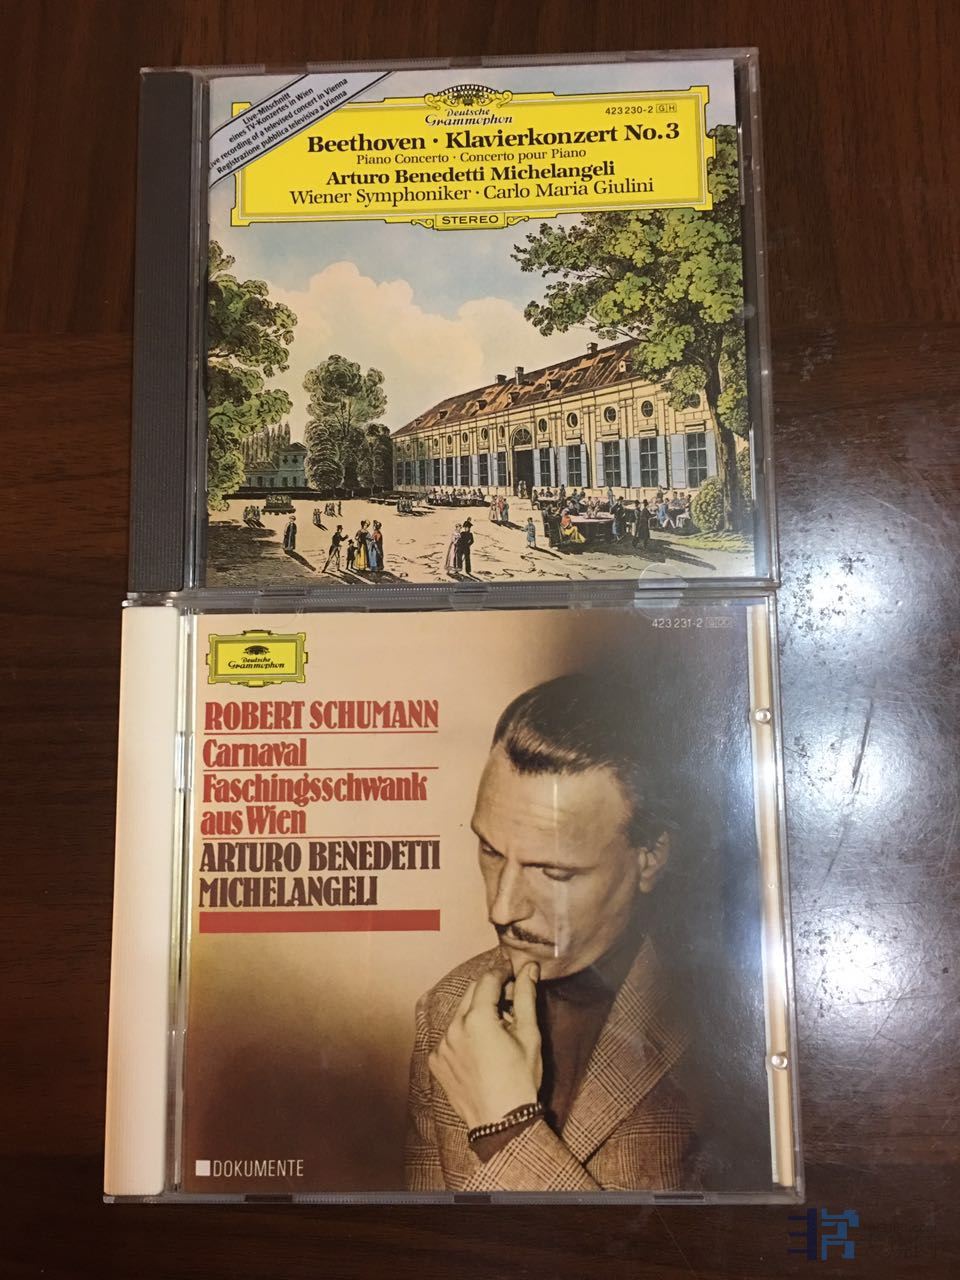 Live-Mitschnitt
eines TV-Konzertes in Wien
Live recording of a televised concert in Vienna
Registrazione pubblica televisiva a Vienna
Deutsche
Grammophon
423 230-2 GH
Beethoven · Klavierkonzert No. 3
Piano Concerto · Concerto pour Piano
Arturo Benedetti Michelangeli
Wiener Symphoniker · Carlo Maria Giulini
STEREO
423 231-2
Deutsche
Grammophon
ROBERT SCHUMANN
Carnaval
Faschingsschwank
aus Wien
ARTURO BENEDETTI
MICHELANGELI
DOKUMENTE